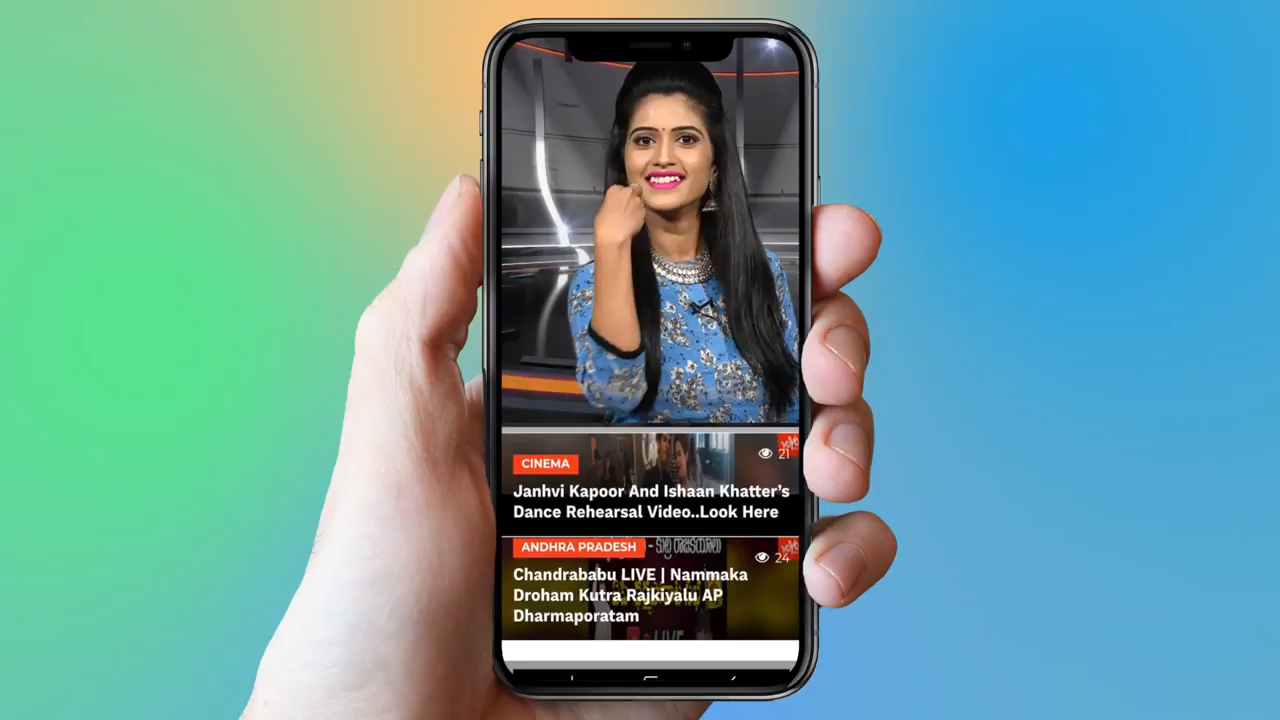 CINEMA
21
Janhvi Kapoor And Ishaan Khatter's
Dance Rehearsal Video..Look Here
ANDHRA PRADESH
24
Chandrababu LIVE | Nammaka
Droham Kutra Rajkiyalu AP
Dharmaporatam
LIVE